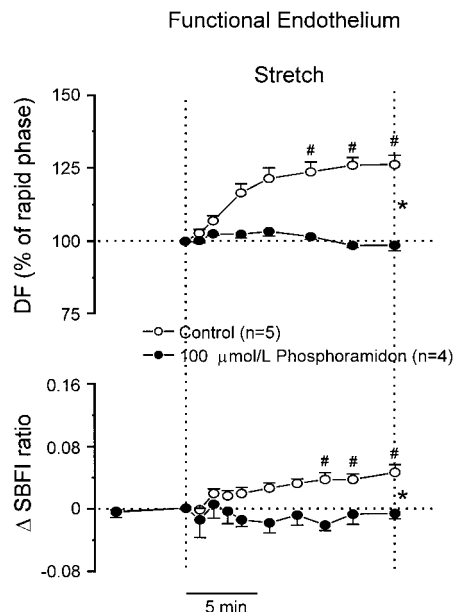 Functional Endothelium
Stretch
DF (% of rapid phase)
150
125
100
75
# # #
*
Control (n=5)
100 μmol/L Phosphoramidon (n=4)
Δ SBFI ratio
0.16
0.08
0
-0.08
# # #
*
5 min